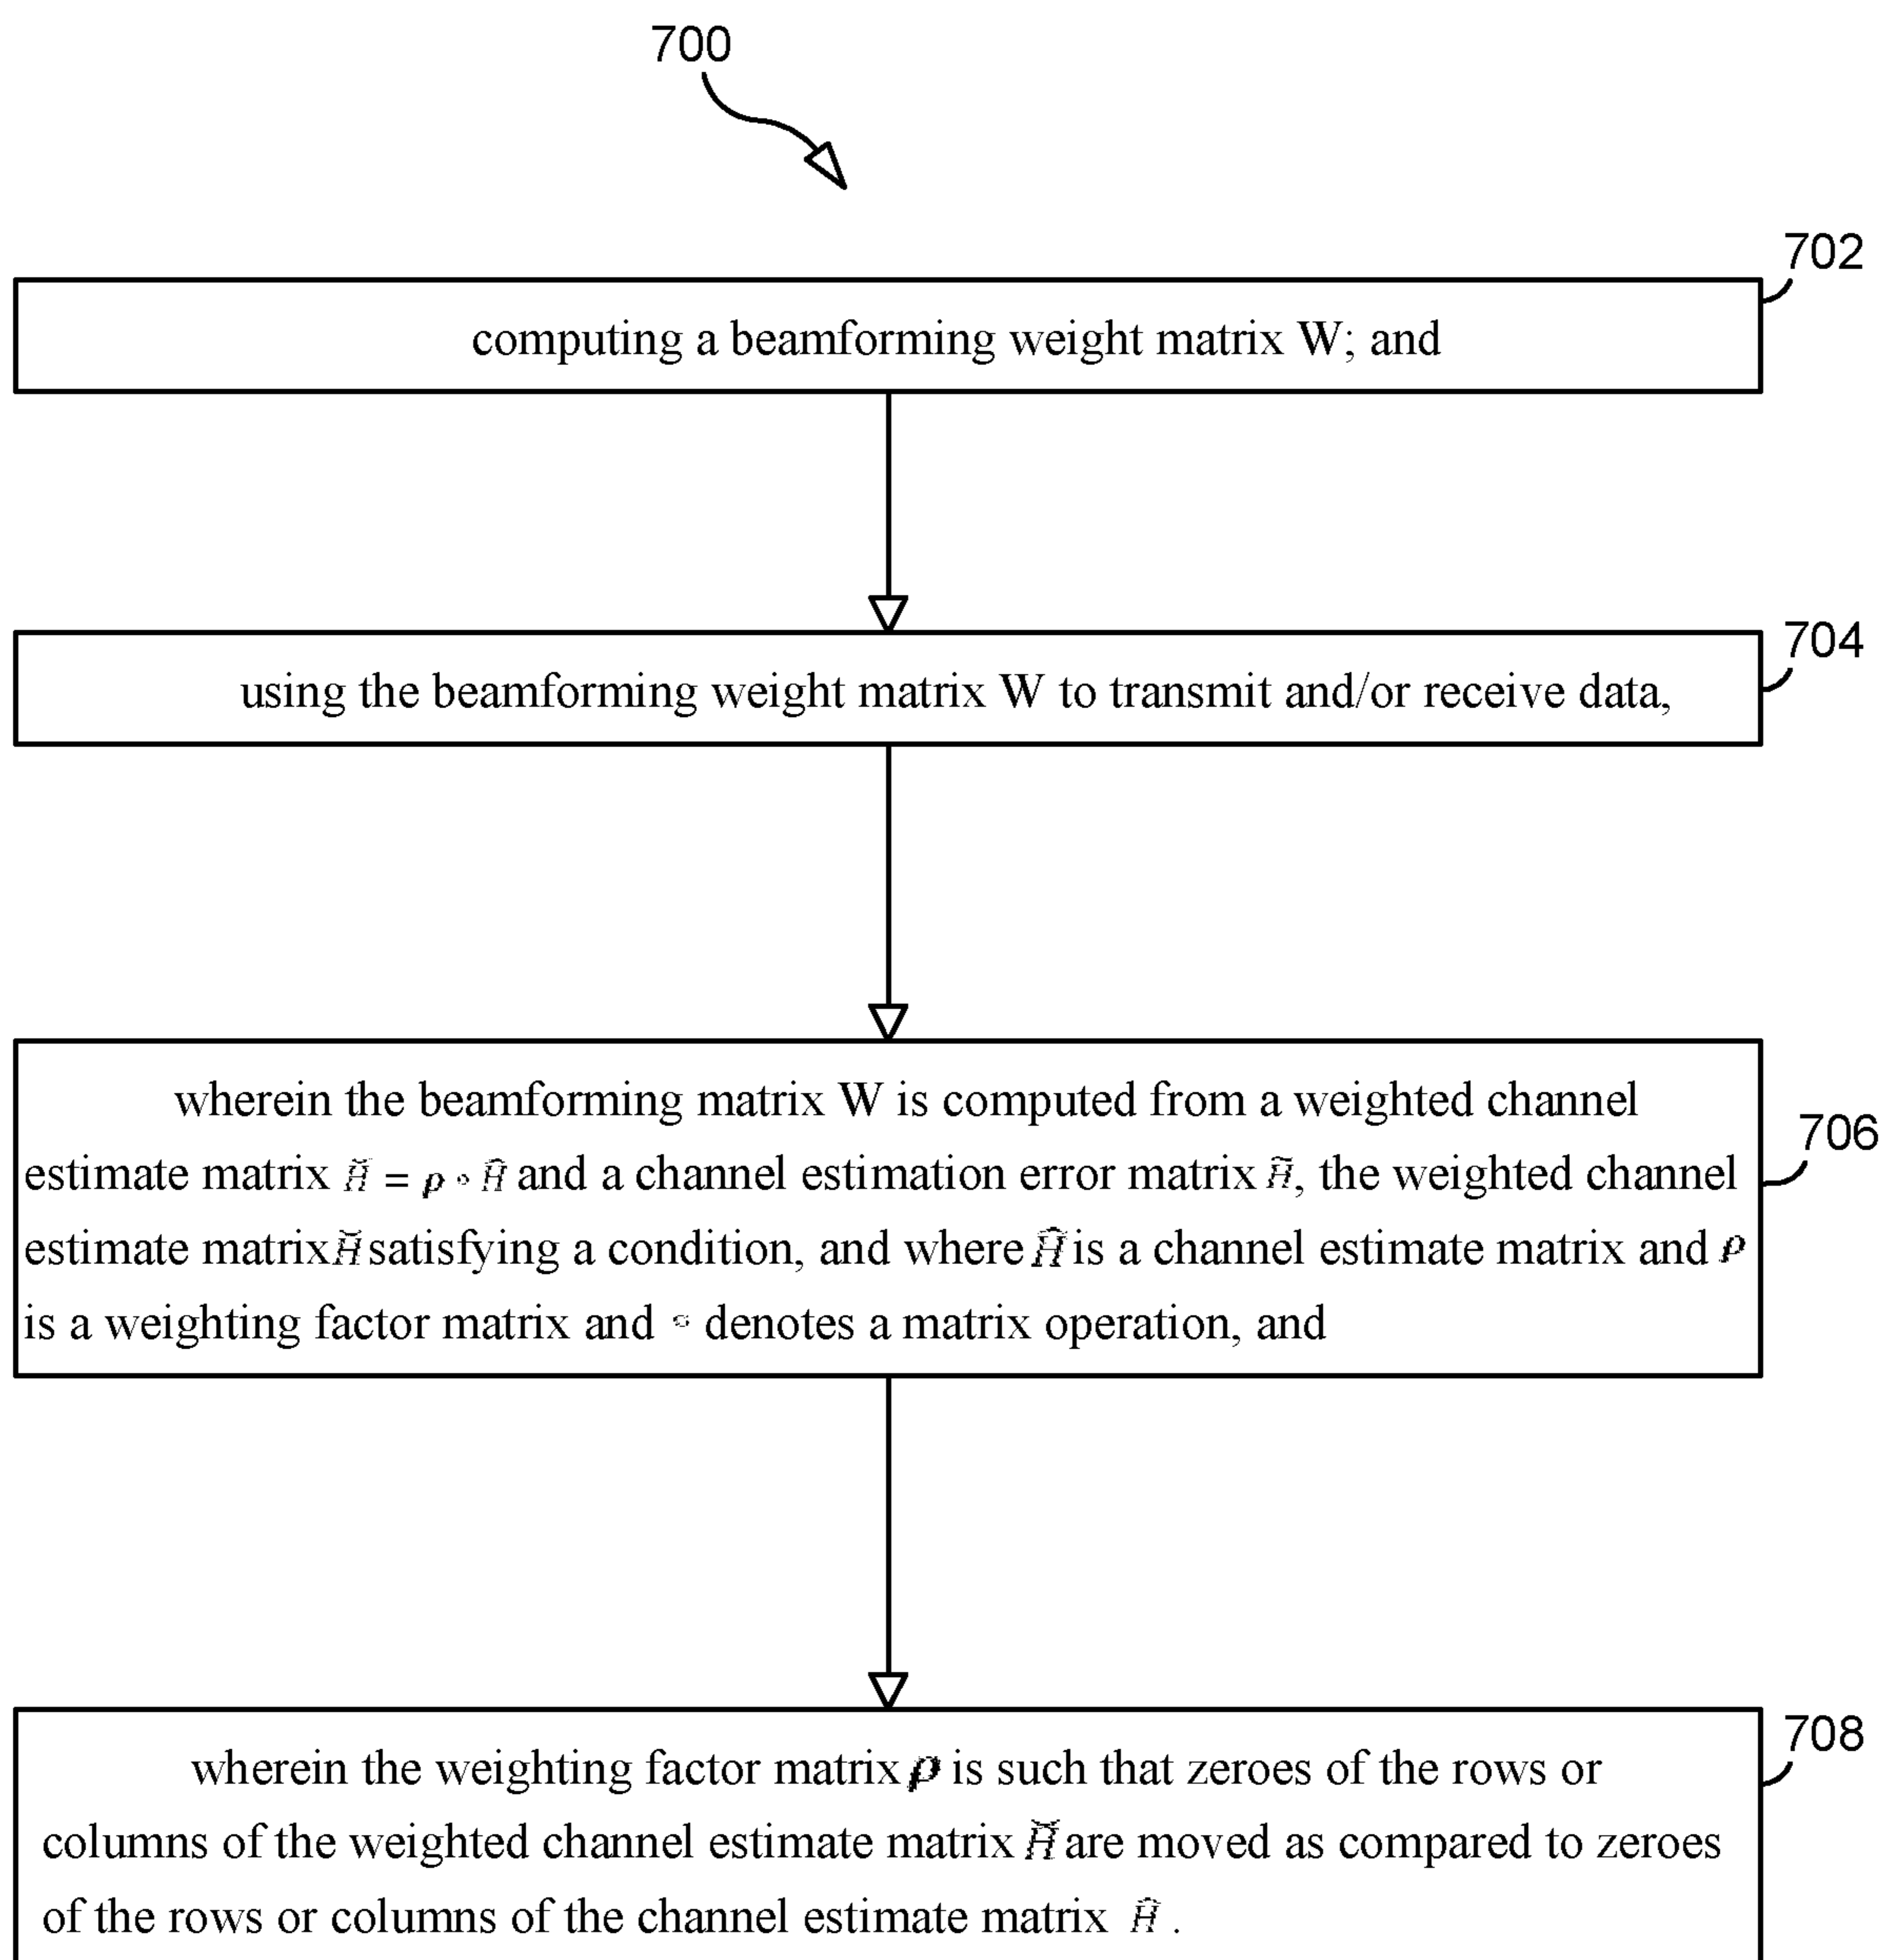 700
702
computing a beamforming weight matrix W; and
704
using the beamforming weight matrix W to transmit and/or receive data,
wherein the beamforming matrix W is computed from a weighted channel
706
estimate matrix H̆ = ρ ∘ Ĥ and a channel estimation error matrix H̃, the weighted channel
estimate matrix H̆ satisfying a condition, and where Ĥ is a channel estimate matrix and ρ
is a weighting factor matrix and ∘ denotes a matrix operation, and
708
wherein the weighting factor matrix ρ is such that zeroes of the rows or
columns of the weighted channel estimate matrix H̆ are moved as compared to zeroes
of the rows or columns of the channel estimate matrix Ĥ .